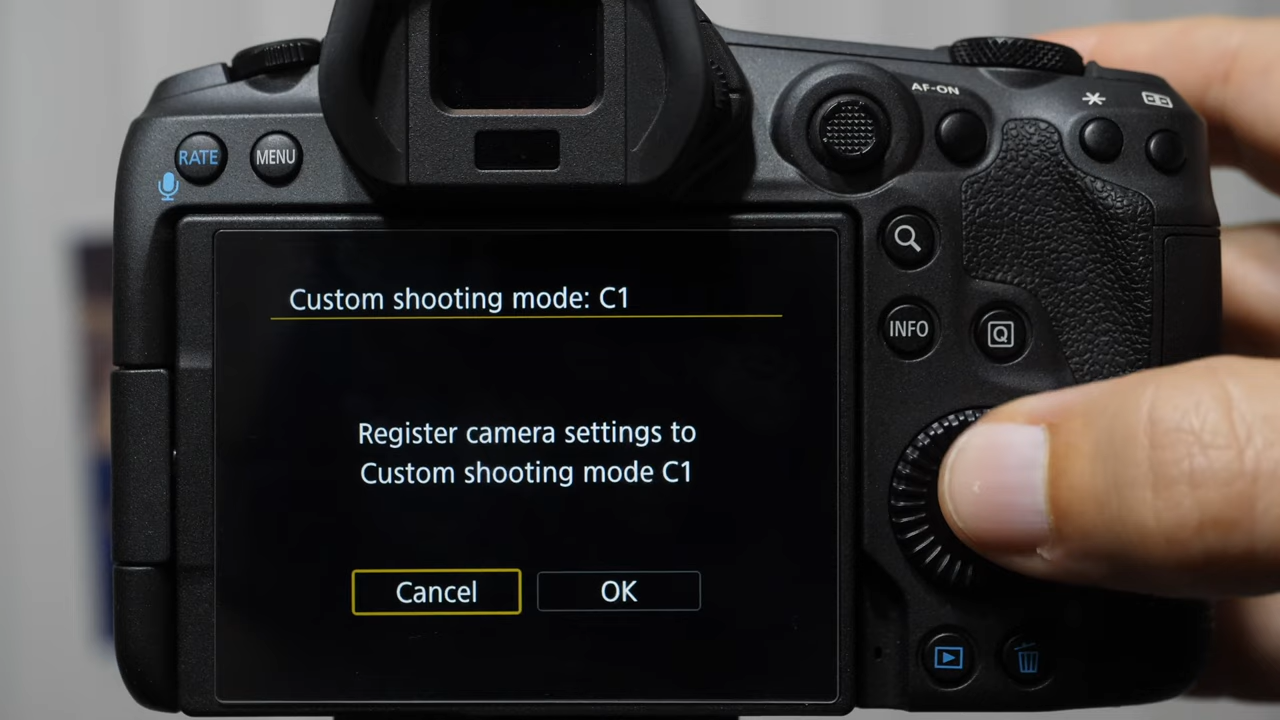 AF-ON
RATE
MENU
Custom shooting mode: C1
INFO
Q
Register camera settings to
Custom shooting mode C1
Cancel
OK